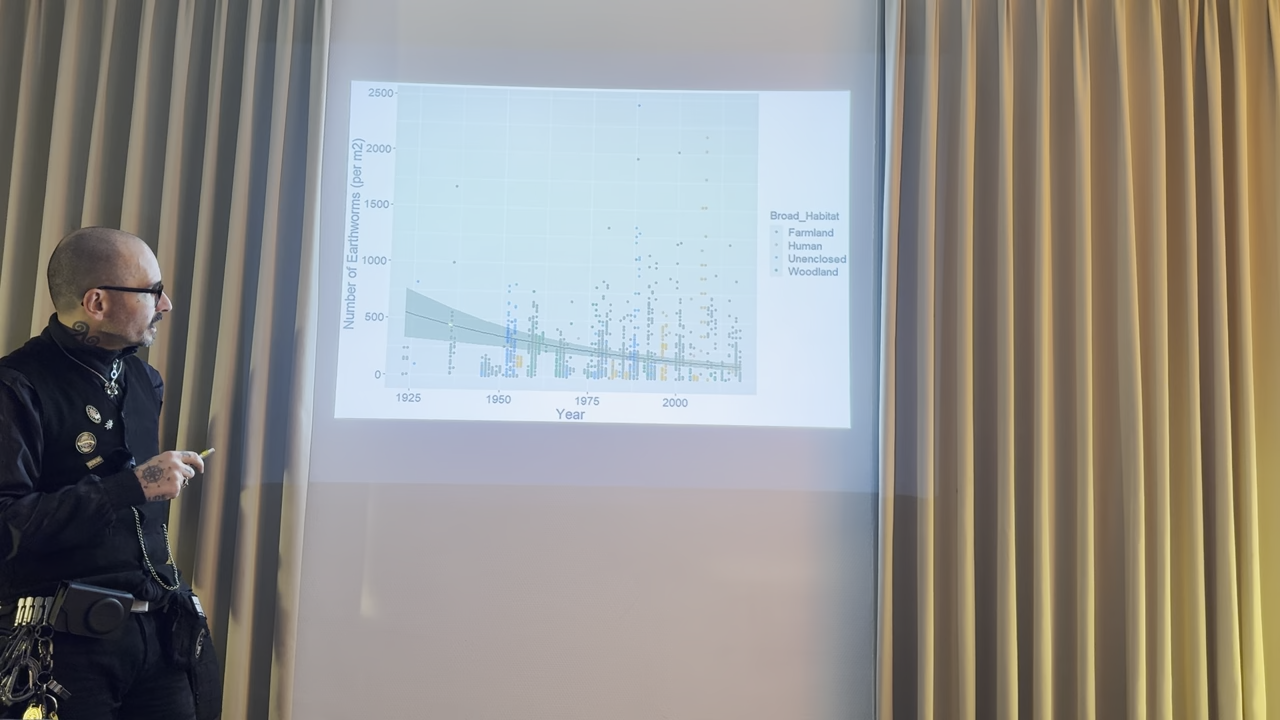 2500
2000
1500
1000
500
0
Number of Earthworms (per m2)
1925
1950
1975
2000
Year
Broad_Habitat
Farmland
Human
Unenclosed
Woodland